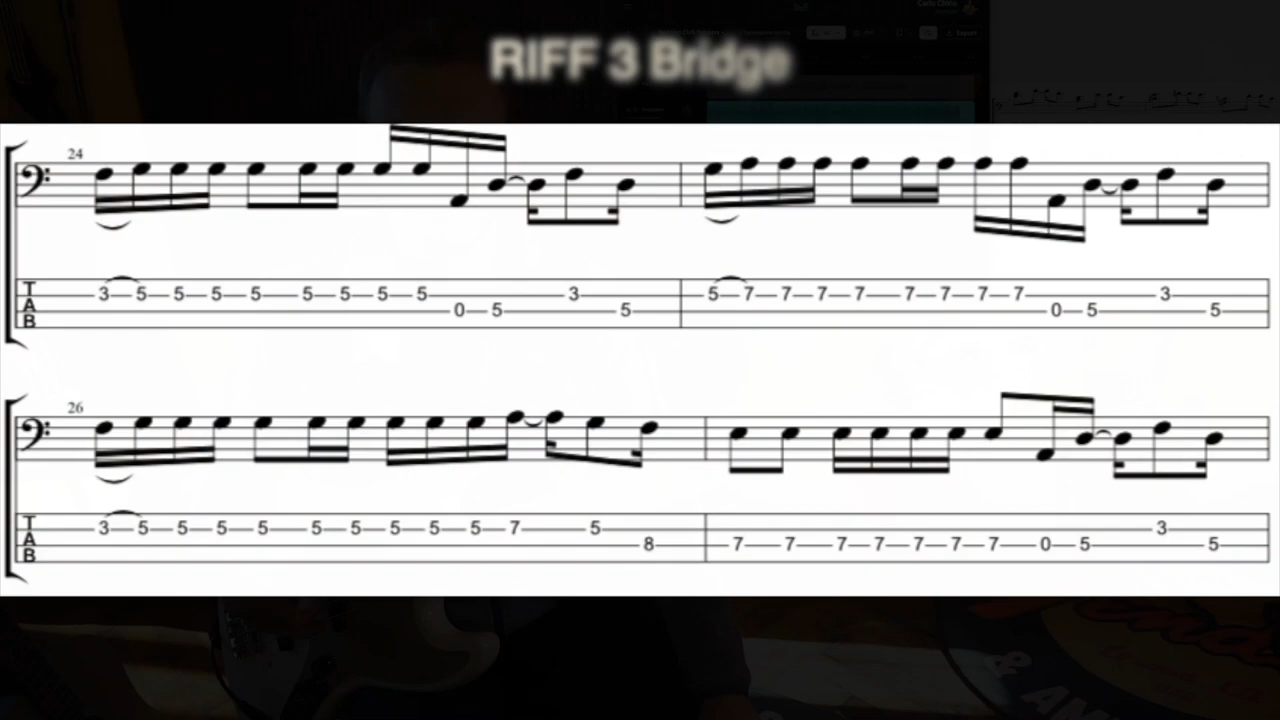 RIFF 3 Bridge
24
T
A
B
3 5 5 5 5 5 5 5 5 0 5 3 5 5 7 7 7 7 7 7 7 7 0 5 3 5
26
T
A
B
3 5 5 5 5 5 5 5 5 5 7 5 8 7 7 7 7 7 7 7 0 5 3 5